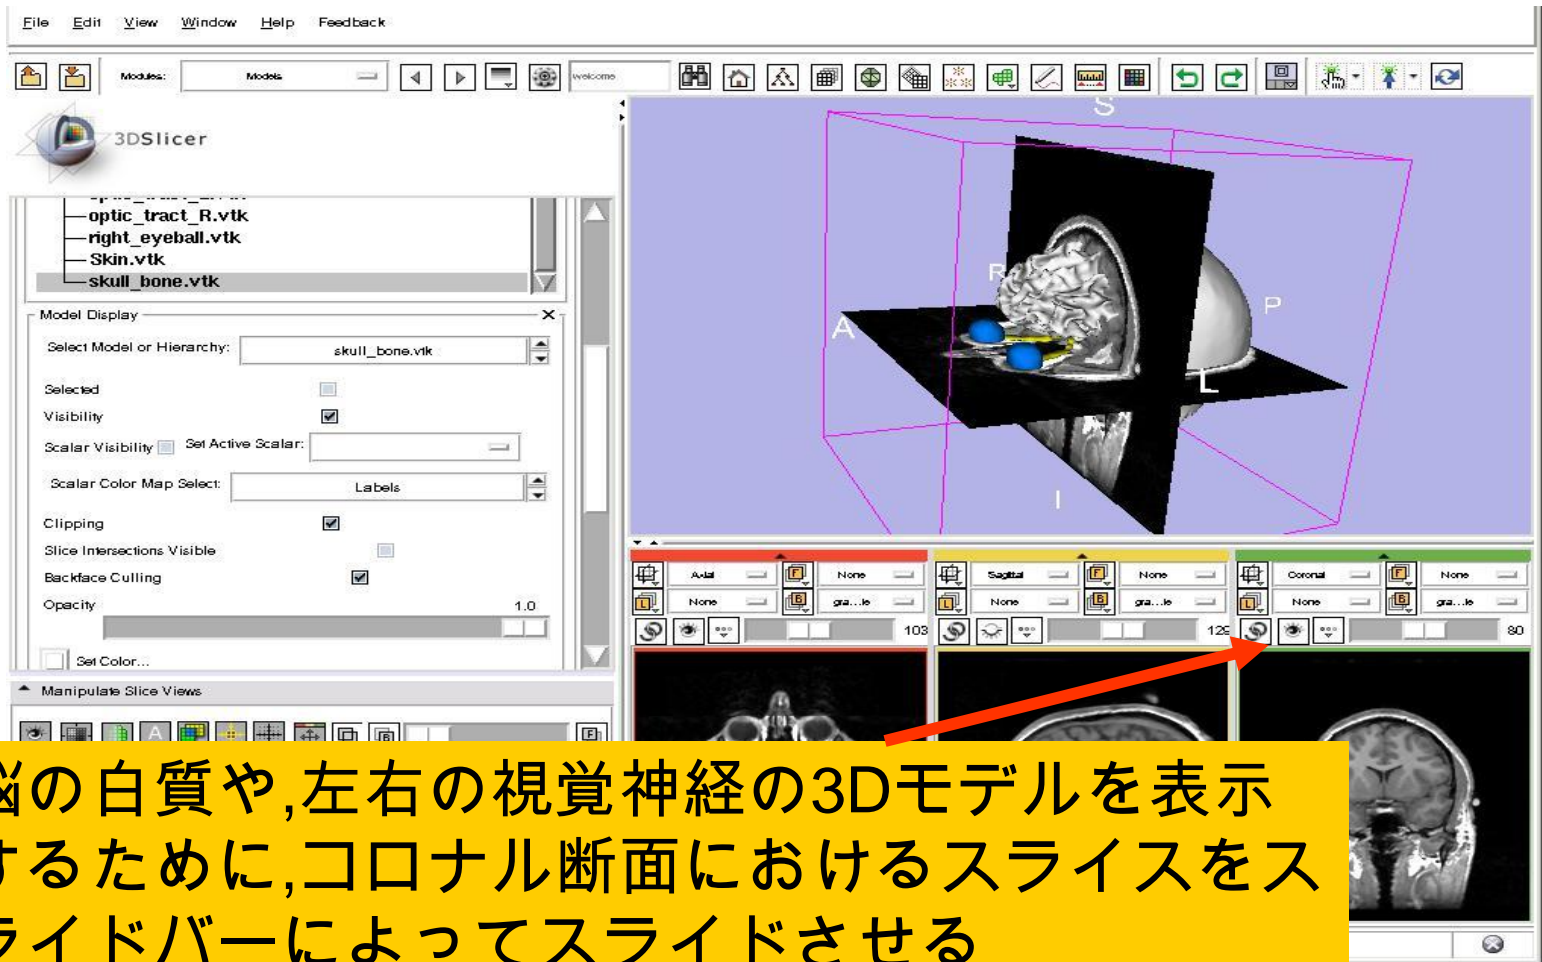 File Edit View Window Help Feedback
Modules: Models welcome
3DSlicer
optic_tract_R.vtk
right_eyeball.vtk
Skin.vtk
skull_bone.vtk
Model Display
Select Model or Hierarchy: skull_bone.vtk
Selected
Visibility
Scalar Visibility Set Active Scalar:
Scalar Color Map Select: Labels
Clipping
Slice Intersections Visible
Backface Culling
Opacity 1.0
Set Color...
Manipulate Slice Views
S
R
P
A
L
I
Axial F None Sagittal F None Coronal F None
L None B gra...le L None B gra...le L None B gra...le
103 129 80
A B F
脳の白質や,左右の視覚神経の3Dモデルを表示
するために,コロナル断面におけるスライスをス
ライドバーによってスライドさせる